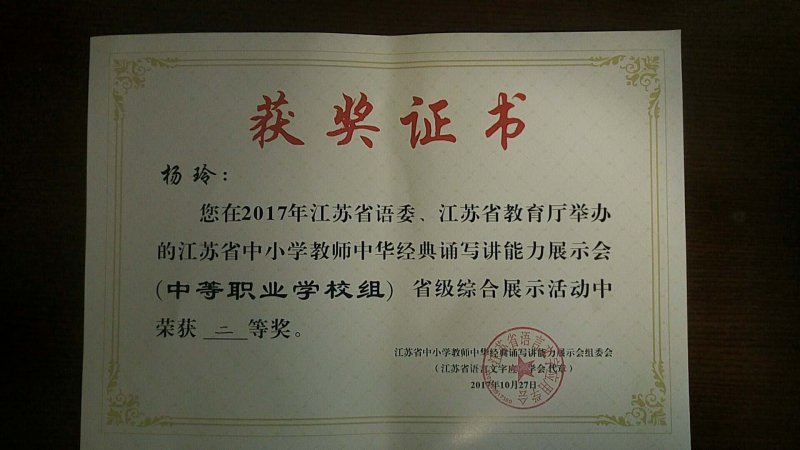 获奖证书
杨玲：
您在2017年江苏省语委、江苏省教育厅举办
的江苏省中小学教师中华经典诵写讲能力展示会
(中等职业学校组）省级综合展示活动中
荣获 二 等奖。
江苏省中小学教师中华经典诵写讲能力展示会组委会
（江苏省语言文字应用学会代章）
2017年10月27日